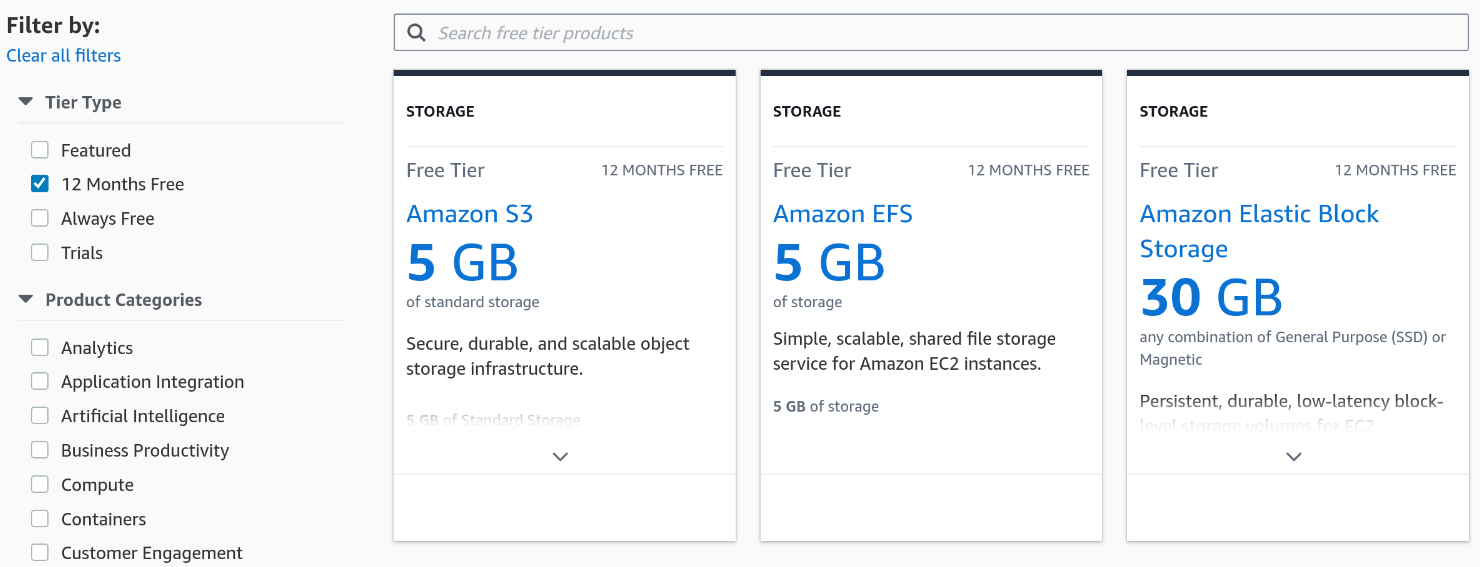 Filter by:
Clear all filters
Tier Type
Featured
12 Months Free
Always Free
Trials
Product Categories
Analytics
Application Integration
Artificial Intelligence
Business Productivity
Compute
Containers
Customer Engagement
Search free tier products
STORAGE
Free Tier 12 MONTHS FREE
Amazon S3
5 GB
of standard storage
Secure, durable, and scalable object
storage infrastructure.
5 GB of Standard Storage
STORAGE
Free Tier 12 MONTHS FREE
Amazon EFS
5 GB
of storage
Simple, scalable, shared file storage
service for Amazon EC2 instances.
5 GB of storage
STORAGE
Free Tier 12 MONTHS FREE
Amazon Elastic Block
Storage
30 GB
any combination of General Purpose (SSD) or
Magnetic
Persistent, durable, low-latency block-
level storage volumes for EC2